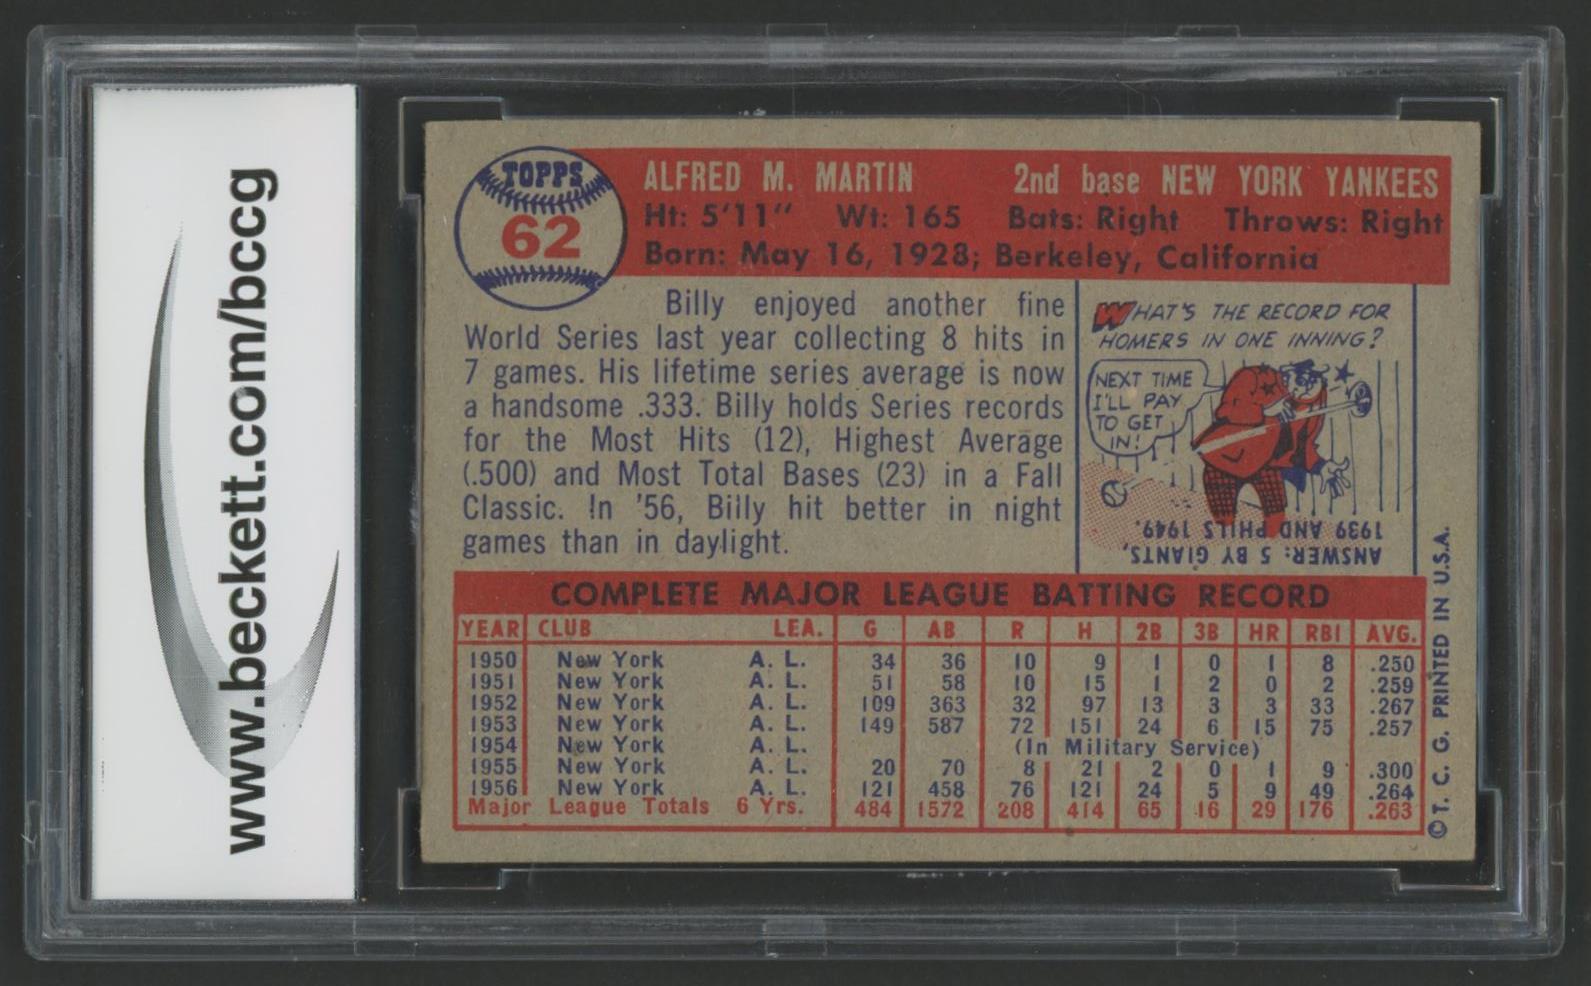 www.beckett.com/bccg
TOPPS
62
ALFRED M. MARTIN 2nd base NEW YORK YANKEES
Ht: 5'11" Wt: 165 Bats: Right Throws: Right
Born: May 16, 1928; Berkeley, California
Billy enjoyed another fine
World Series last year collecting 8 hits in
7 games. His lifetime series average is now
a handsome .333. Billy holds Series records
for the Most Hits (12), Highest Average
(.500) and Most Total Bases (23) in a Fall
Classic. In '56, Billy hit better in night
games than in daylight.
WHAT'S THE RECORD FOR
HOMERS IN ONE INNING?
NEXT TIME
I'LL PAY
TO GET
IN!
ANSWER: 5 BY GIANTS,
1939 AND PHILS 1949.
COMPLETE MAJOR LEAGUE BATTING RECORD
YEAR CLUB LEA. G AB R H 2B 3B HR RBI AVG.
1950 New York A. L. 34 36 10 9 1 0 1 8 .250
1951 New York A. L. 51 58 10 15 1 2 0 2 .259
1952 New York A. L. 109 363 32 97 13 3 3 33 .267
1953 New York A. L. 149 587 72 151 24 6 15 75 .257
1954 New York A. L. (In Military Service)
1955 New York A. L. 20 70 8 21 2 0 1 9 .300
1956 New York A. L. 121 458 76 121 24 5 9 49 .264
Major League Totals 6 Yrs. 484 1572 208 414 65 16 29 176 .263
© T. C. G. PRINTED IN U.S.A.